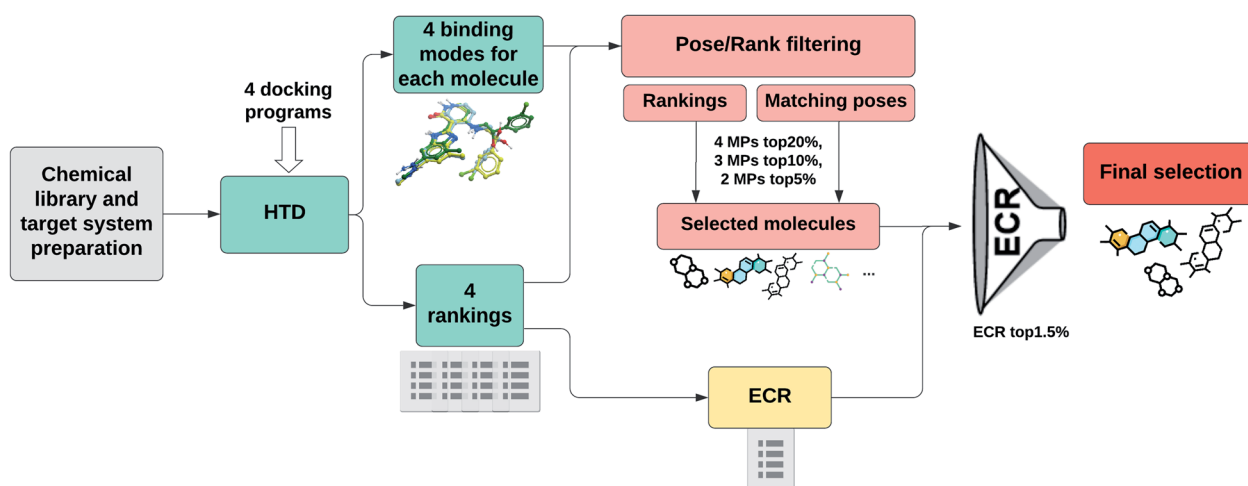 4 docking
programs
Chemical
library and
target system
preparation
HTD
4 binding
modes for
each molecule
4
rankings
Pose/Rank filtering
Rankings
Matching poses
4 MPs top20%,
3 MPs top10%,
2 MPs top5%
Selected molecules
...
ECR
ECR
ECR top1.5%
Final selection